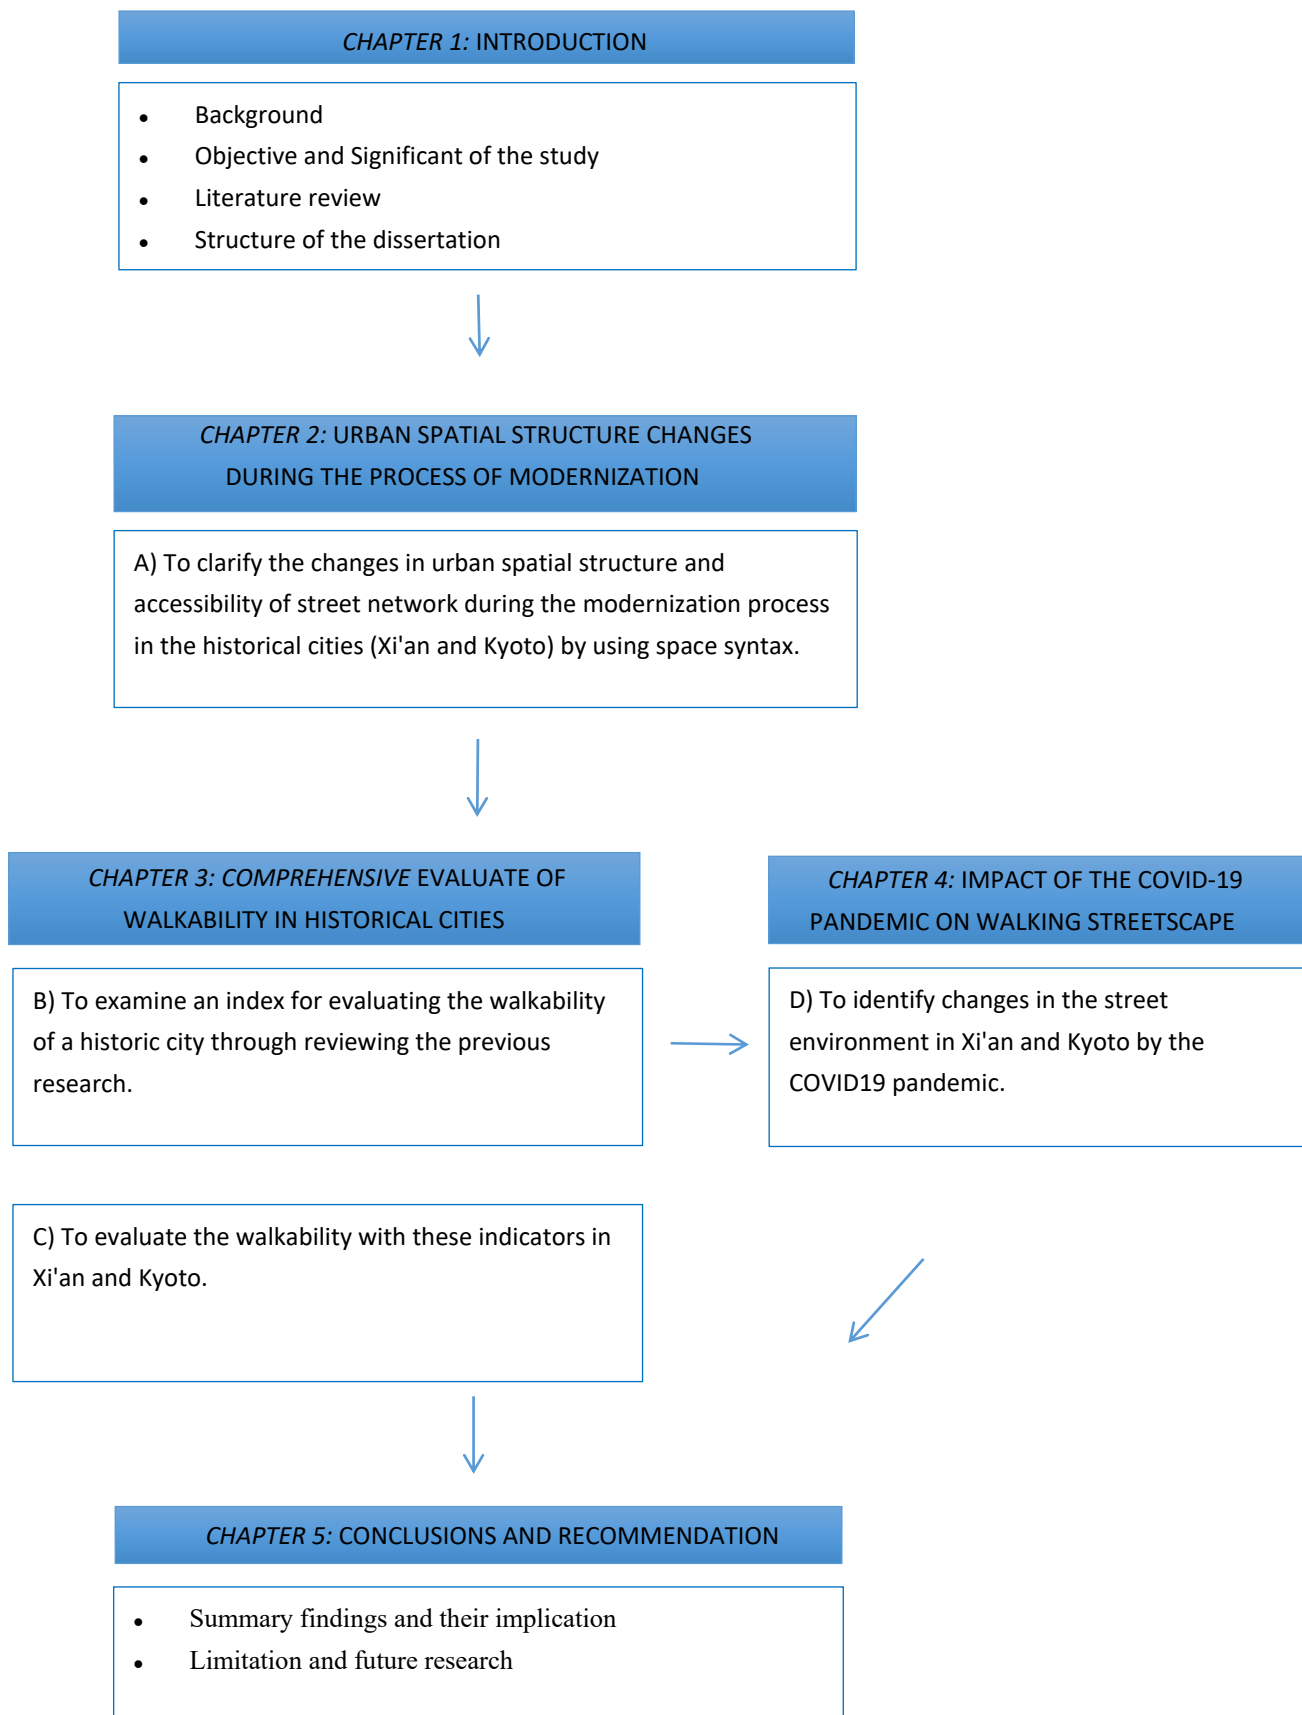 CHAPTER 1: INTRODUCTION
• Background
• Objective and Significant of the study
• Literature review
• Structure of the dissertation
CHAPTER 2: URBAN SPATIAL STRUCTURE CHANGES
DURING THE PROCESS OF MODERNIZATION
A) To clarify the changes in urban spatial structure and
accessibility of street network during the modernization process
in the historical cities (Xi'an and Kyoto) by using space syntax.
CHAPTER 3: COMPREHENSIVE EVALUATE OF
WALKABILITY IN HISTORICAL CITIES
B) To examine an index for evaluating the walkability
of a historic city through reviewing the previous
research.
C) To evaluate the walkability with these indicators in
Xi'an and Kyoto.
CHAPTER 4: IMPACT OF THE COVID-19
PANDEMIC ON WALKING STREETSCAPE
D) To identify changes in the street
environment in Xi'an and Kyoto by the
COVID19 pandemic.
CHAPTER 5: CONCLUSIONS AND RECOMMENDATION
• Summary findings and their implication
• Limitation and future research